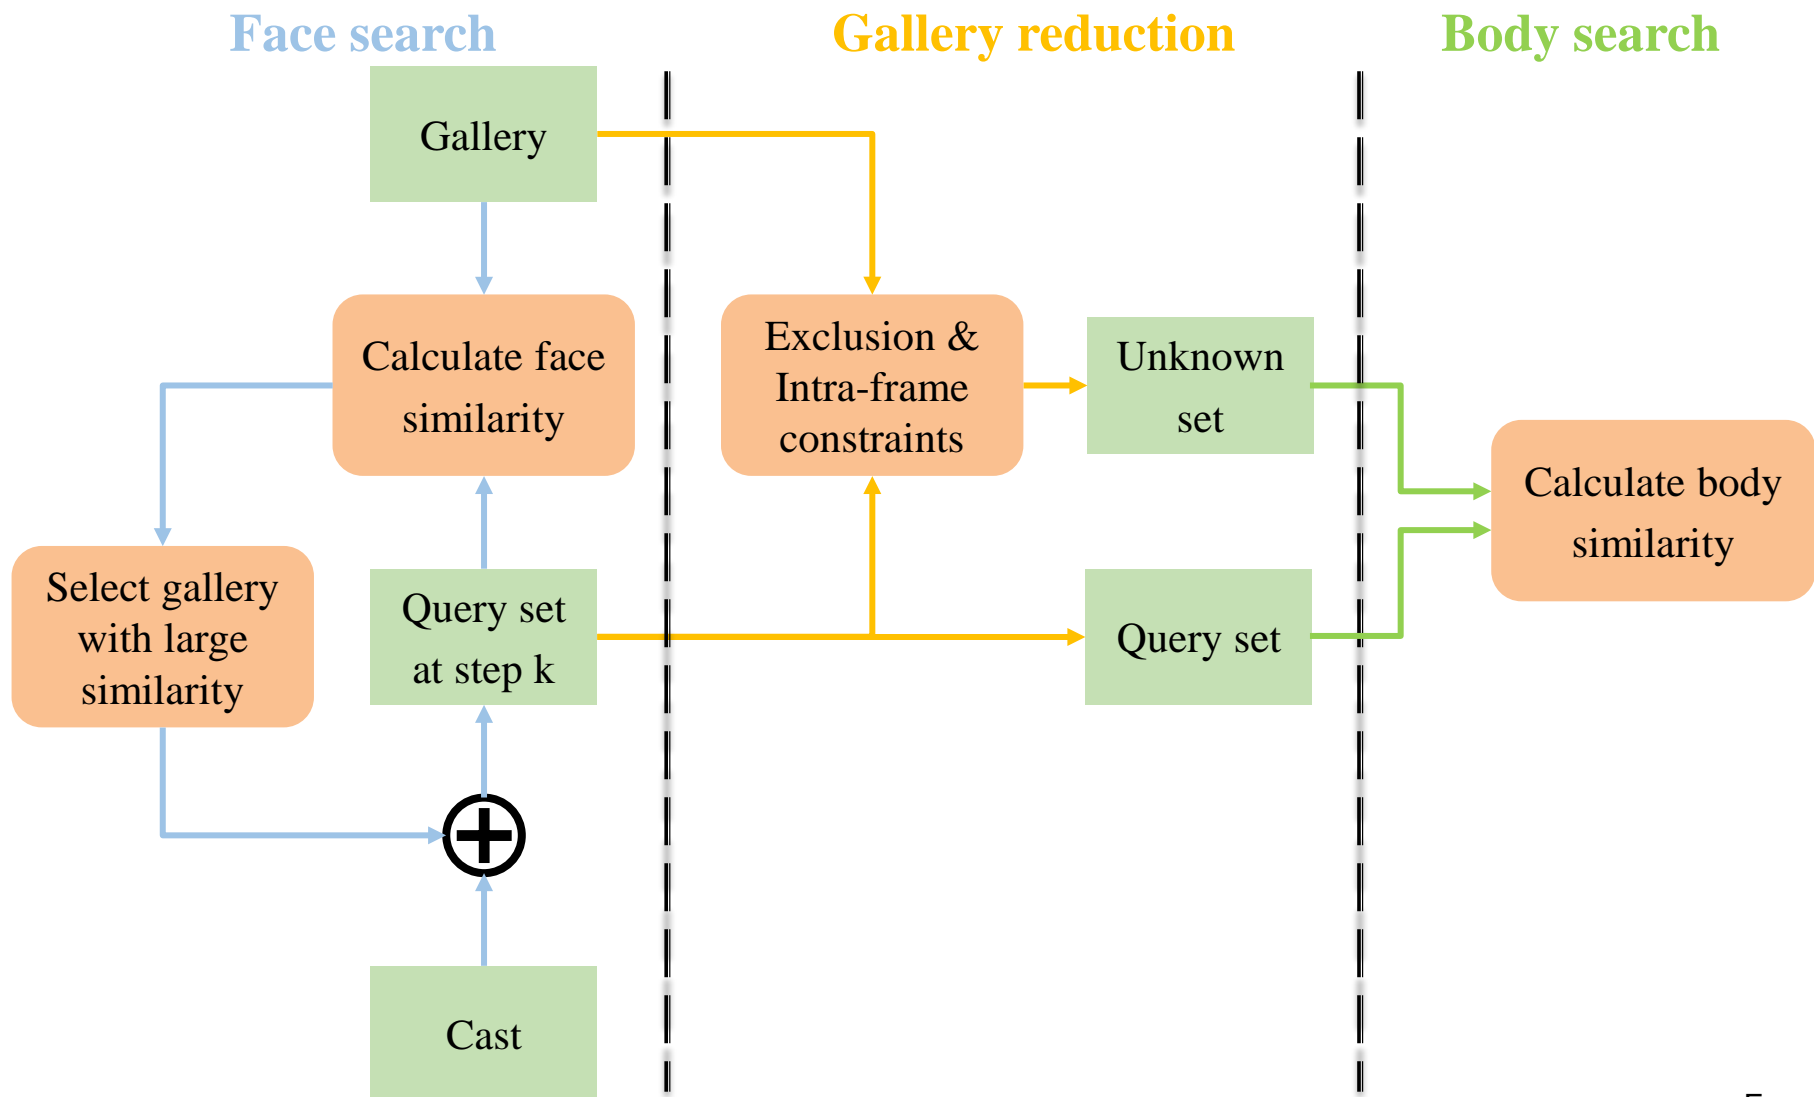 Face search
Gallery reduction
Body search
Gallery
Calculate face
similarity
Select gallery
with large
similarity
Query set
at step k
Cast
Exclusion &
Intra-frame
constraints
Unknown
set
Query set
Calculate body
similarity